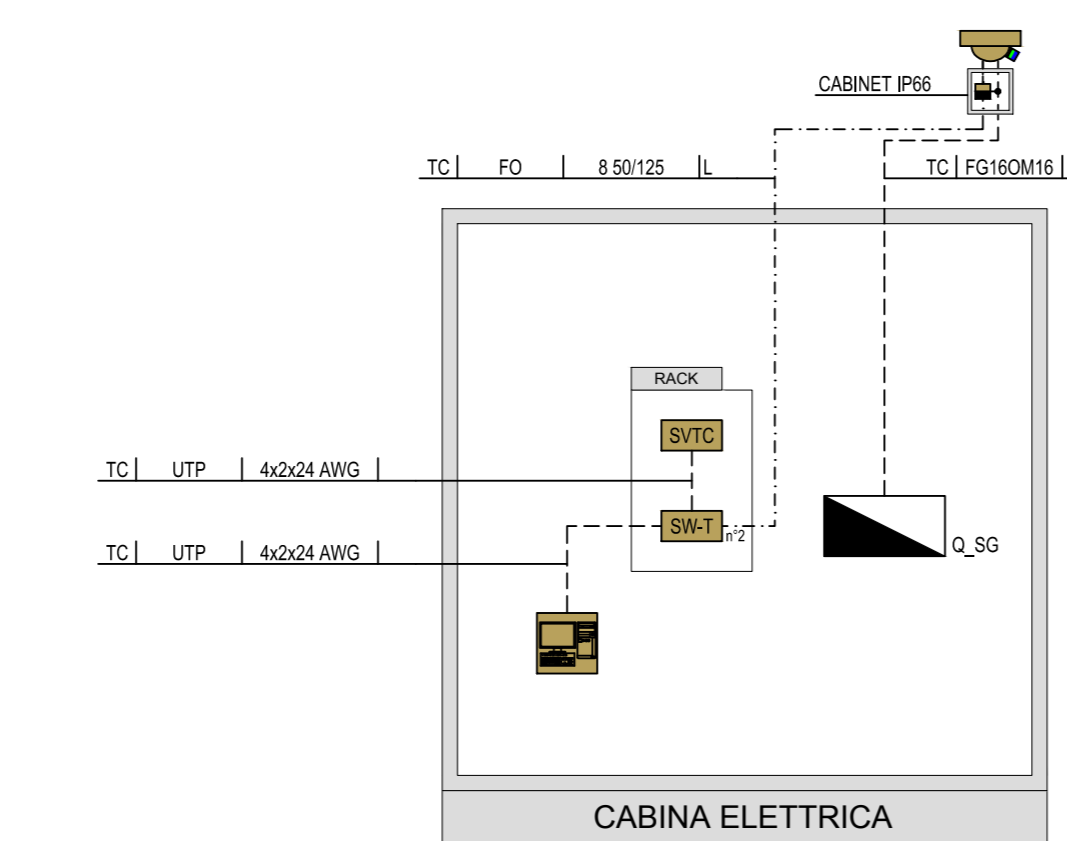 CABINET IP66
TC FO 8 50/125 L
TC FG16OM16
RACK
SVTC
TC UTP 4x2x24 AWG
SW-T
n°2
Q_SG
TC UTP 4x2x24 AWG
CABINA ELETTRICA